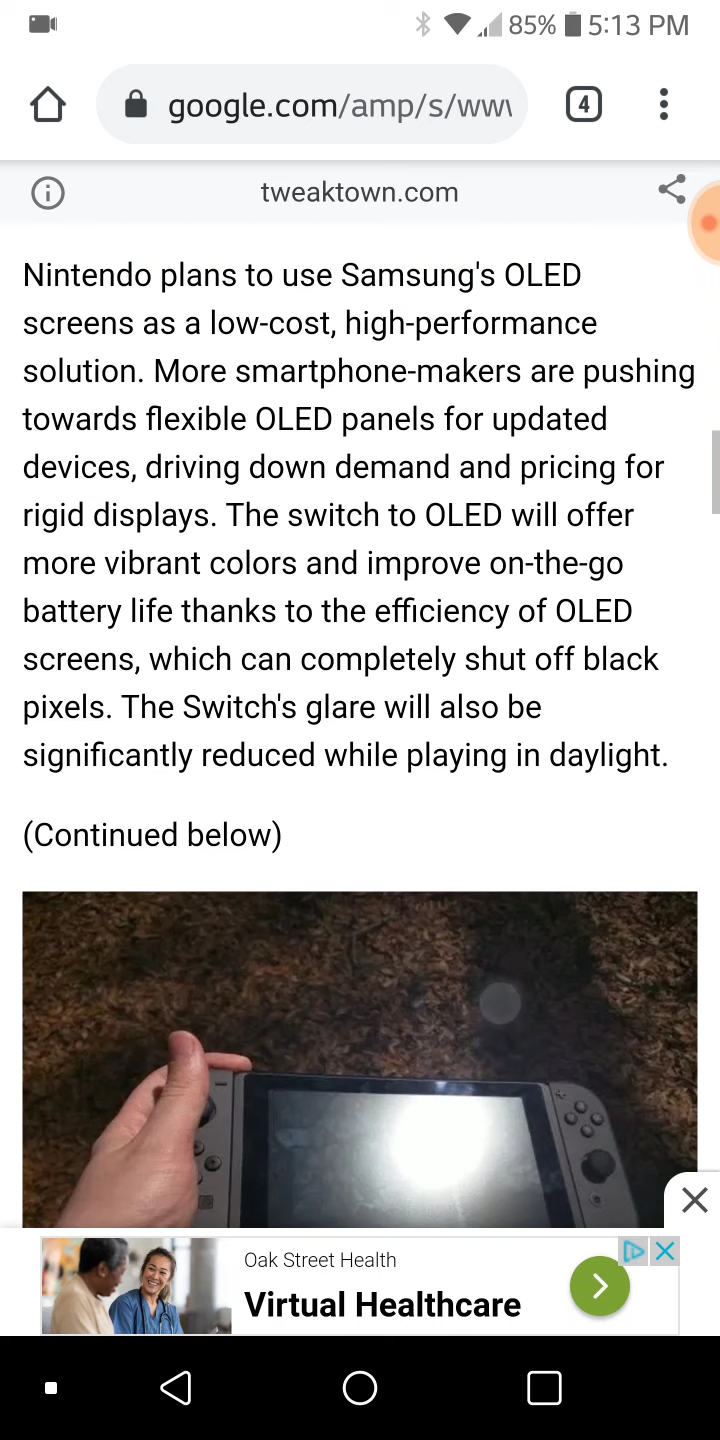 85% 5:13 PM
google.com/amp/s/www
4
tweaktown.com
Nintendo plans to use Samsung's OLED
screens as a low-cost, high-performance
solution. More smartphone-makers are pushing
towards flexible OLED panels for updated
devices, driving down demand and pricing for
rigid displays. The switch to OLED will offer
more vibrant colors and improve on-the-go
battery life thanks to the efficiency of OLED
screens, which can completely shut off black
pixels. The Switch's glare will also be
significantly reduced while playing in daylight.
(Continued below)
Oak Street Health
Virtual Healthcare